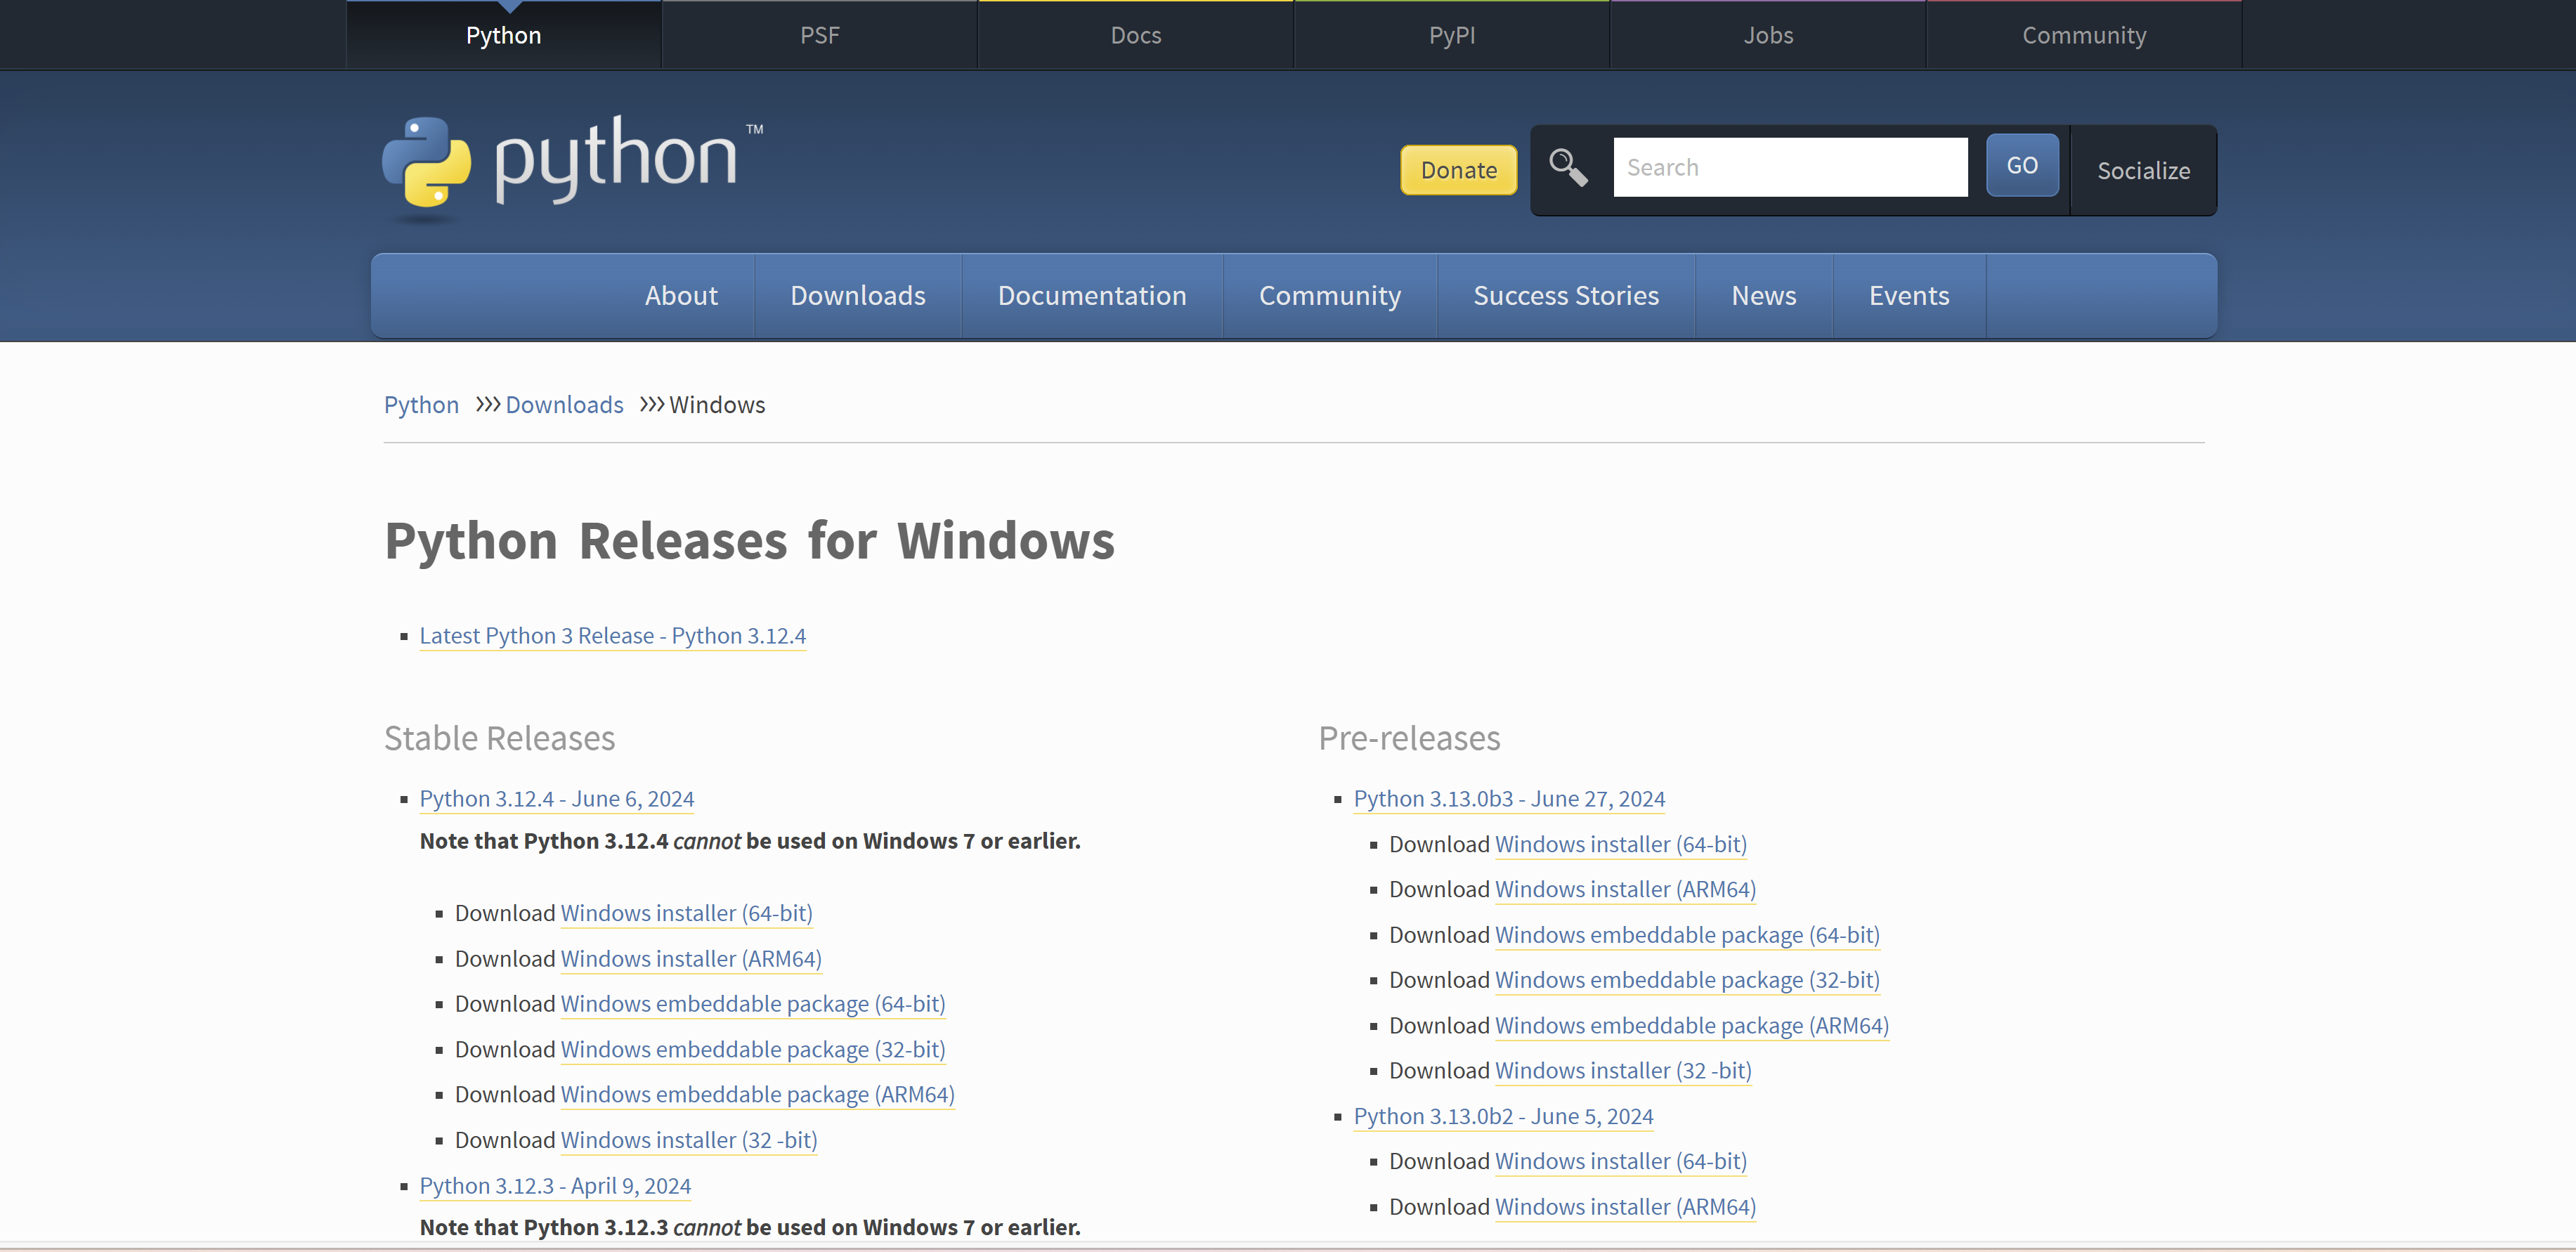 Python
PSF
Docs
PyPI
Jobs
Community
python™
Donate
Search
GO
Socialize
About
Downloads
Documentation
Community
Success Stories
News
Events
Python >>> Downloads >>> Windows
Python Releases for Windows
Latest Python 3 Release - Python 3.12.4
Stable Releases
Python 3.12.4 - June 6, 2024
Note that Python 3.12.4 cannot be used on Windows 7 or earlier.
Download Windows installer (64-bit)
Download Windows installer (ARM64)
Download Windows embeddable package (64-bit)
Download Windows embeddable package (32-bit)
Download Windows embeddable package (ARM64)
Download Windows installer (32 -bit)
Python 3.12.3 - April 9, 2024
Note that Python 3.12.3 cannot be used on Windows 7 or earlier.
Pre-releases
Python 3.13.0b3 - June 27, 2024
Download Windows installer (64-bit)
Download Windows installer (ARM64)
Download Windows embeddable package (64-bit)
Download Windows embeddable package (32-bit)
Download Windows embeddable package (ARM64)
Download Windows installer (32 -bit)
Python 3.13.0b2 - June 5, 2024
Download Windows installer (64-bit)
Download Windows installer (ARM64)